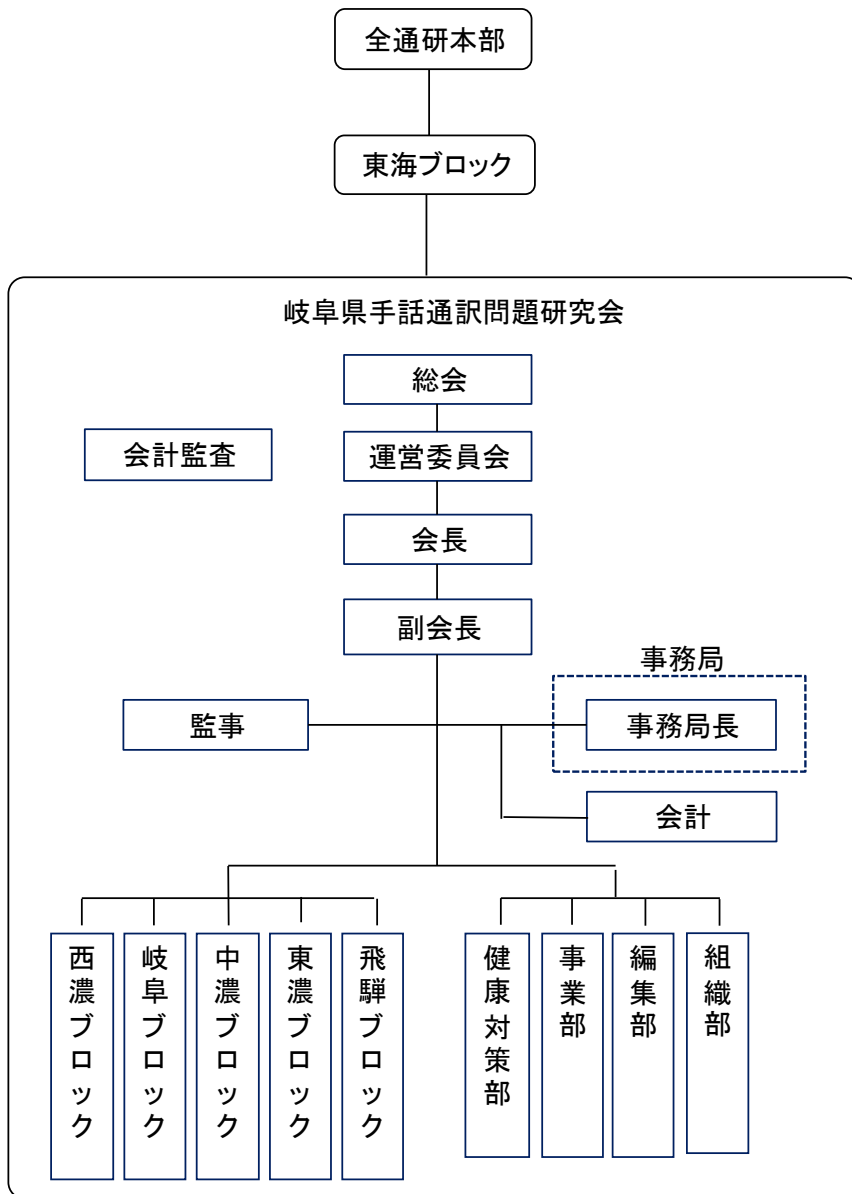 全通研本部
東海ブロック
岐阜県手話通訳問題研究会
総会
会計監査
運営委員会
会長
副会長
事務局
監事
事務局長
会計
西濃ブロック
岐阜ブロック
中濃ブロック
東濃ブロック
飛騨ブロック
健康対策部
事業部
編集部
組織部